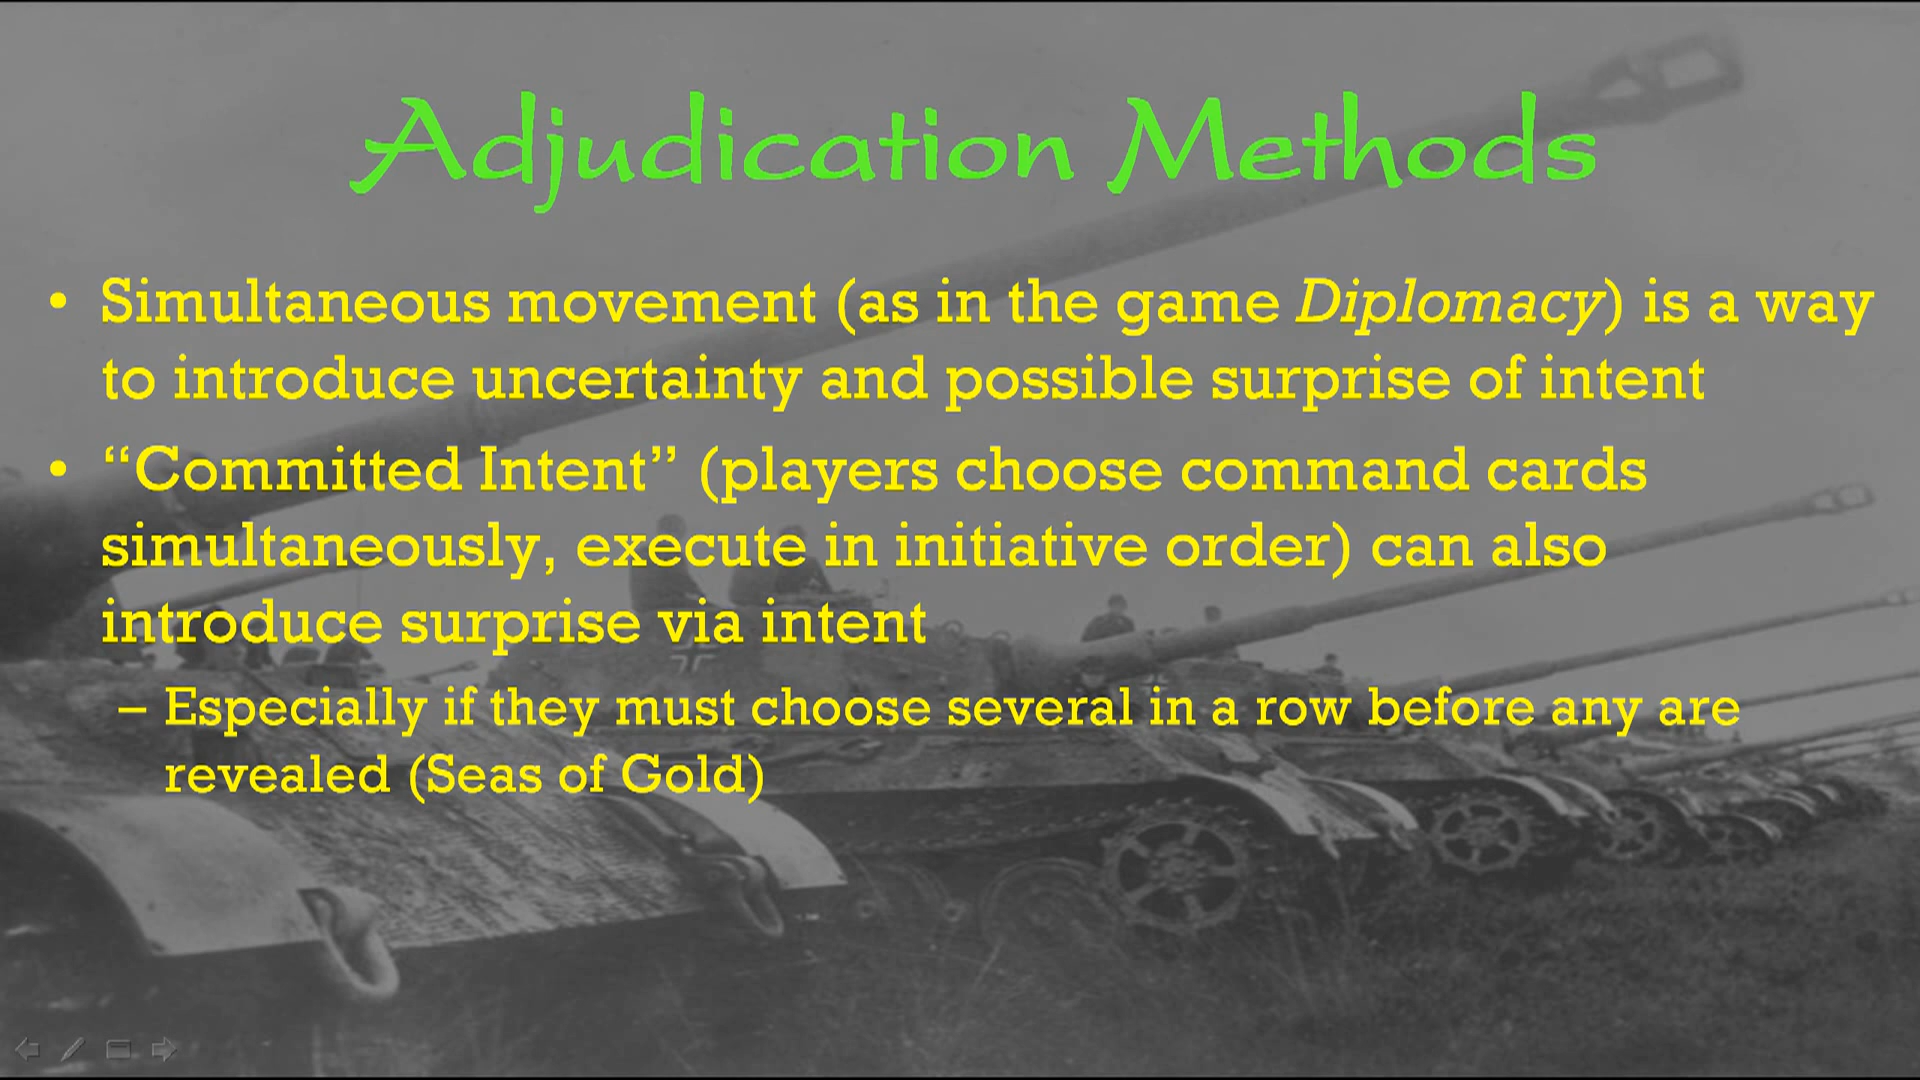 Adjudication Methods
• Simultaneous movement (as in the game Diplomacy) is a way
to introduce uncertainty and possible surprise of intent
• “Committed Intent” (players choose command cards
simultaneously, execute in initiative order) can also
introduce surprise via intent
– Especially if they must choose several in a row before any are
revealed (Seas of Gold)